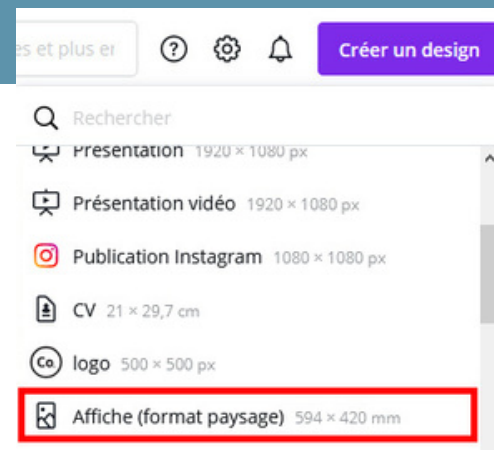 es et plus er
Créer un design
Rechercher
Présentation 1920 × 1080 px
Présentation vidéo 1920 × 1080 px
Publication Instagram 1080 × 1080 px
CV 21 × 29,7 cm
Co. logo 500 × 500 px
Affiche (format paysage) 594 × 420 mm